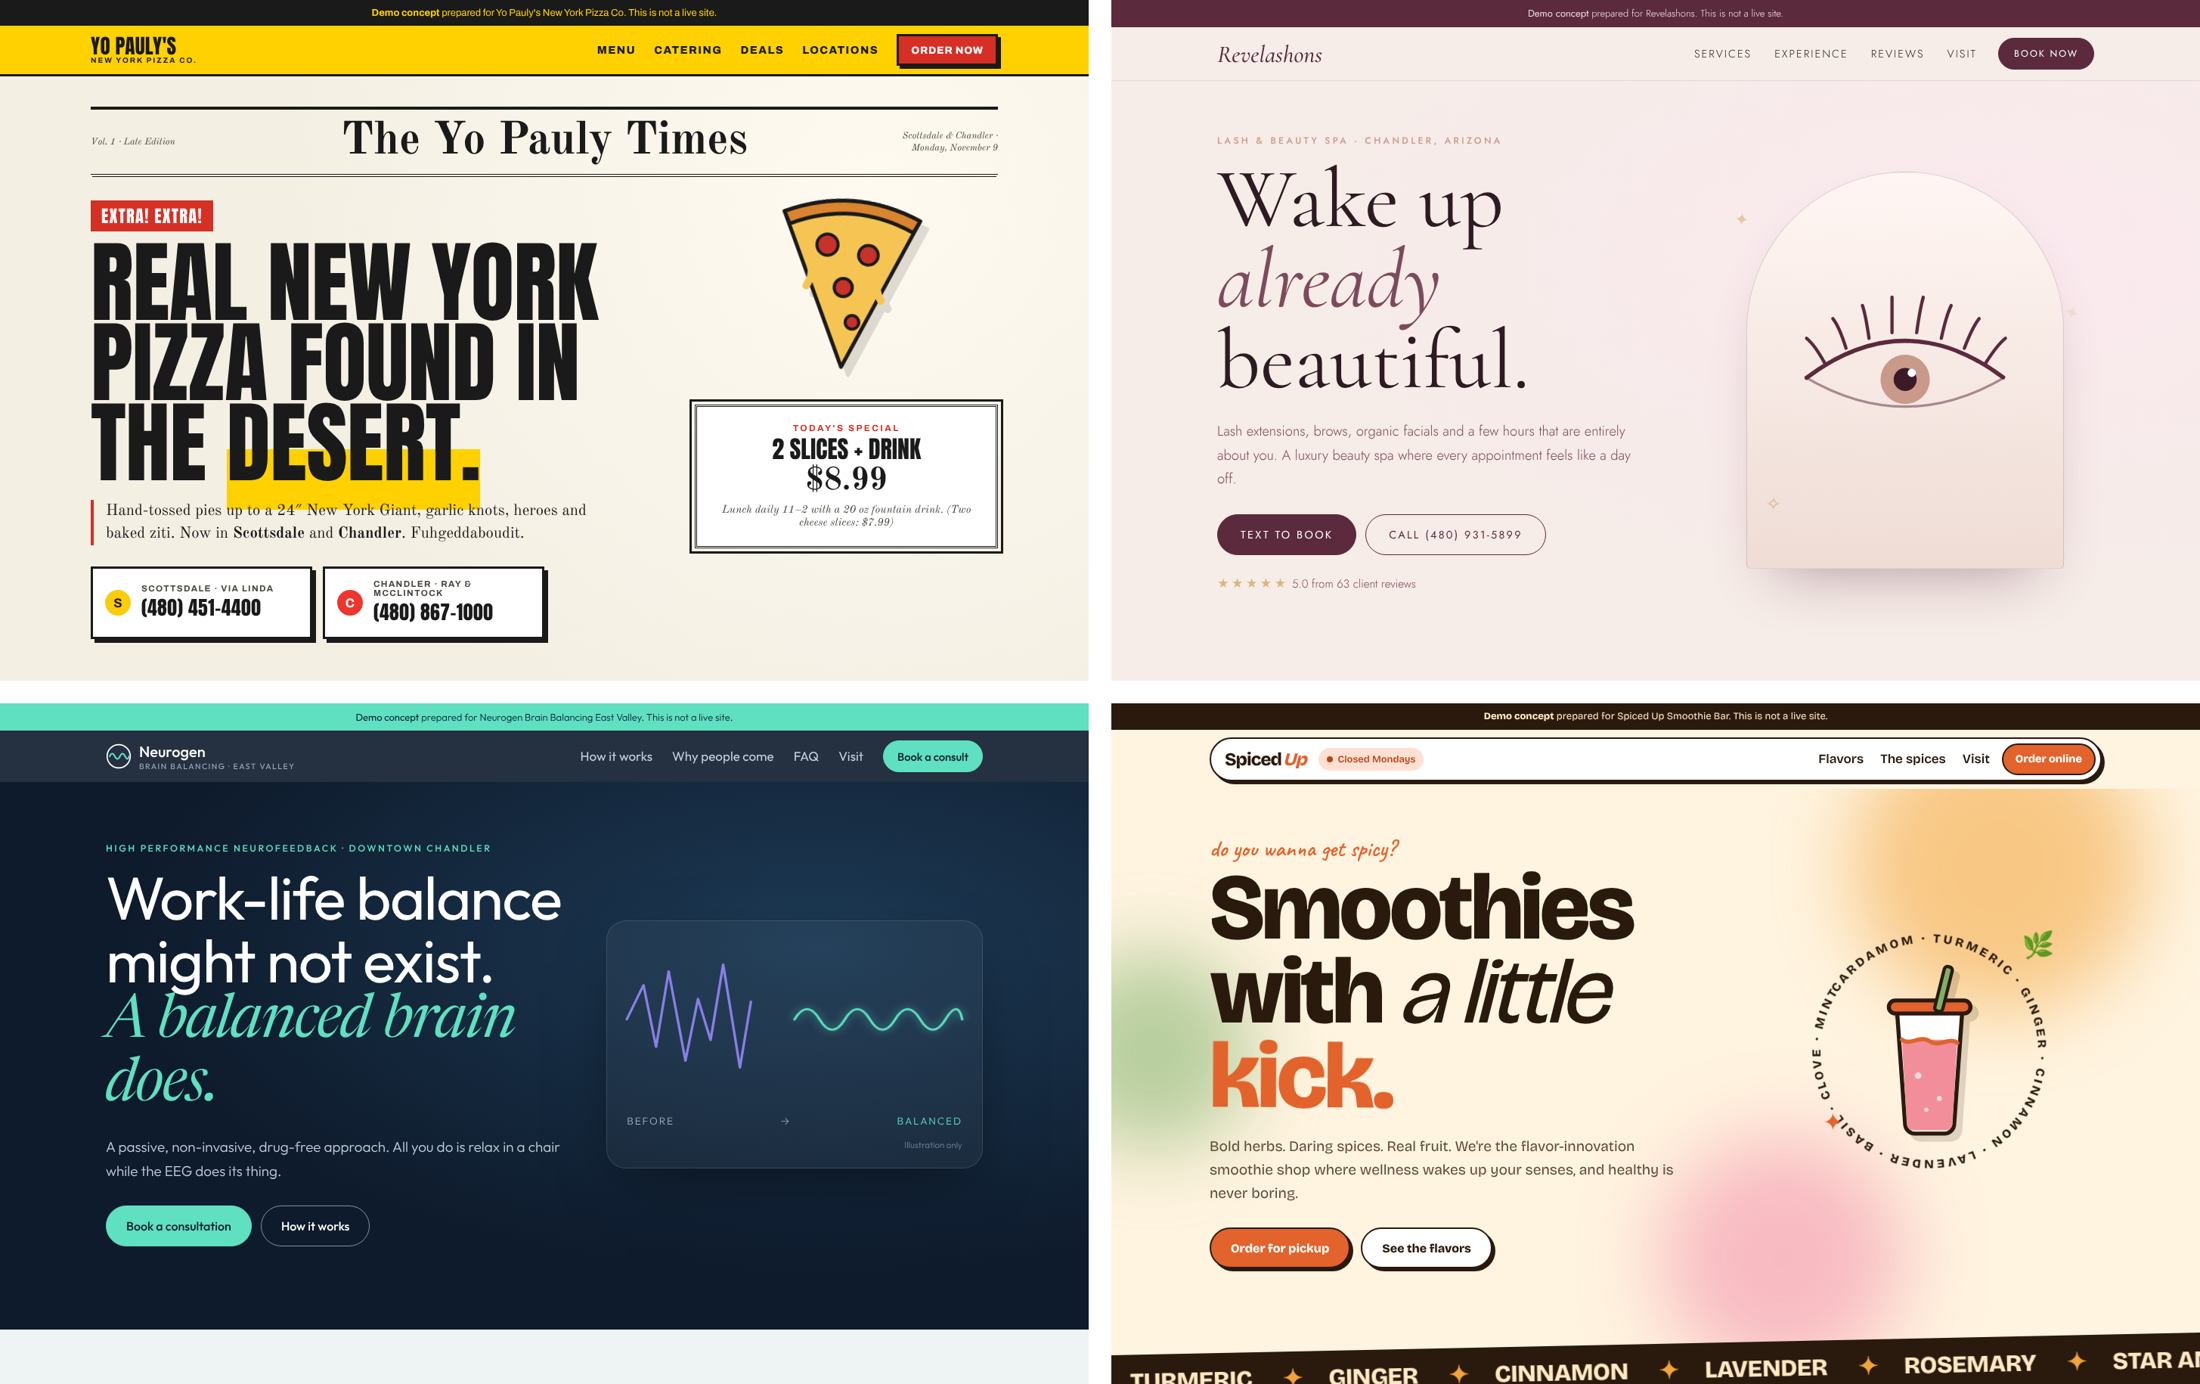 Demo concept prepared for Yo Pauly's New York Pizza Co. This is not a live site.
YO PAULY'S
NEW YORK PIZZA CO.
MENU CATERING DEALS LOCATIONS ORDER NOW
Vol. 1 · Late Edition
The Yo Pauly Times
Scottsdale & Chandler ·
Monday, November 9
EXTRA! EXTRA!
REAL NEW YORK
PIZZA FOUND IN
THE DESERT.
Hand-tossed pies up to a 24″ New York Giant, garlic knots, heroes and
baked ziti. Now in Scottsdale and Chandler. Fuhgeddaboudit.
S
SCOTTSDALE · VIA LINDA
(480) 451-4400
C
CHANDLER · RAY &
MCCLINTOCK
(480) 867-1000
TODAY'S SPECIAL
2 SLICES + DRINK
$8.99
Lunch daily 11–2 with a 20 oz fountain drink. (Two
cheese slices: $7.99)
Demo concept prepared for Revelashons. This is not a live site.
Revelashons
SERVICES EXPERIENCE REVIEWS VISIT BOOK NOW
LASH & BEAUTY SPA · CHANDLER, ARIZONA
Wake up
already
beautiful.
Lash extensions, brows, organic facials and a few hours that are entirely
about you. A luxury beauty spa where every appointment feels like a day
off.
TEXT TO BOOK
CALL (480) 931-5899
★★★★★ 5.0 from 63 client reviews
Demo concept prepared for Neurogen Brain Balancing East Valley. This is not a live site.
Neurogen
BRAIN BALANCING · EAST VALLEY
How it works Why people come FAQ Visit Book a consult
HIGH PERFORMANCE NEUROFEEDBACK · DOWNTOWN CHANDLER
Work-life balance
might not exist.
A balanced brain
does.
A passive, non-invasive, drug-free approach. All you do is relax in a chair
while the EEG does its thing.
Book a consultation
How it works
BEFORE → BALANCED
Illustration only
Demo concept prepared for Spiced Up Smoothie Bar. This is not a live site.
Spiced Up
Closed Mondays
Flavors The spices Visit Order online
do you wanna get spicy?
Smoothies
with a little
kick.
Bold herbs. Daring spices. Real fruit. We're the flavor-innovation
smoothie shop where wellness wakes up your senses, and healthy is
never boring.
Order for pickup
See the flavors
CARDAMOM · TURMERIC · GINGER · CINNAMON · LAVENDER · BASIL · CLOVE · MINT
TURMERIC ✦ GINGER ✦ CINNAMON ✦ LAVENDER ✦ ROSEMARY ✦ STAR